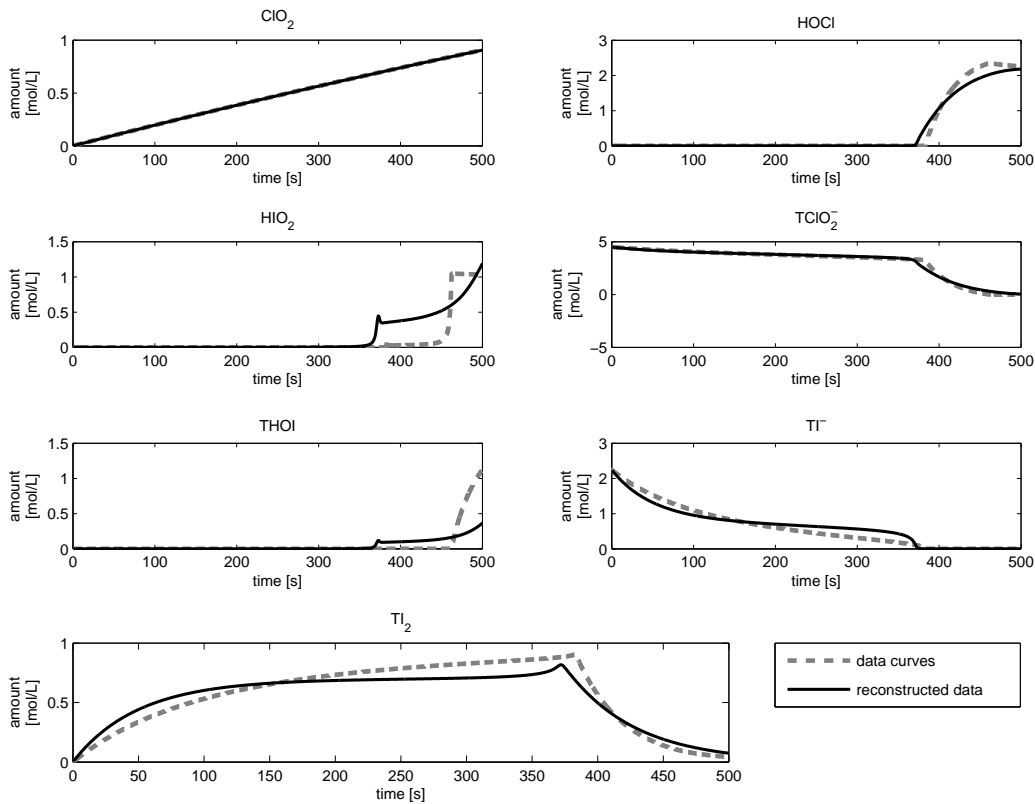 ClO2
amount
[mol/L]
1
0.5
0
0 100 200 300 400 500
time [s]
HOCl
amount
[mol/L]
3
2
1
0
0 100 200 300 400 500
time [s]
HIO2
amount
[mol/L]
1.5
1
0.5
0
0 100 200 300 400 500
time [s]
TClO2−
amount
[mol/L]
5
0
−5
0 100 200 300 400 500
time [s]
THOI
amount
[mol/L]
1.5
1
0.5
0
0 100 200 300 400 500
time [s]
TI−
amount
[mol/L]
3
2
1
0
0 100 200 300 400 500
time [s]
TI2
amount
[mol/L]
1
0.5
0
0 50 100 150 200 250 300 350 400 450 500
time [s]
data curves
reconstructed data